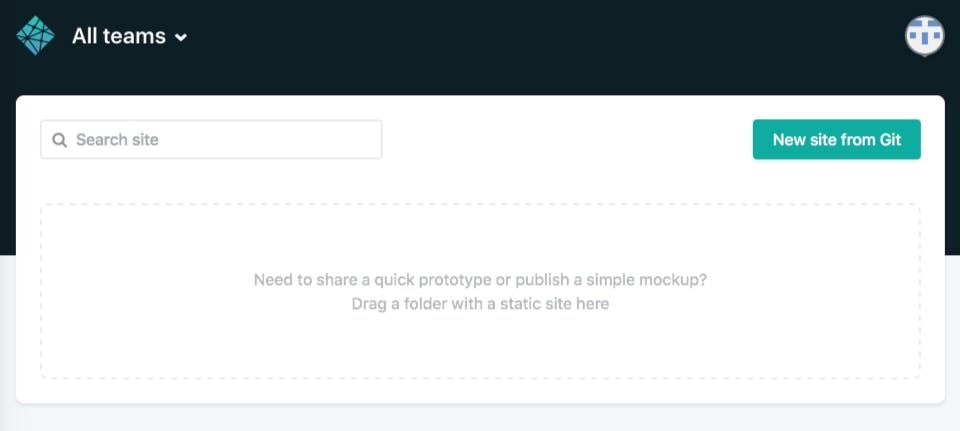 All teams
Search site
New site from Git
Need to share a quick prototype or publish a simple mockup?
Drag a folder with a static site here